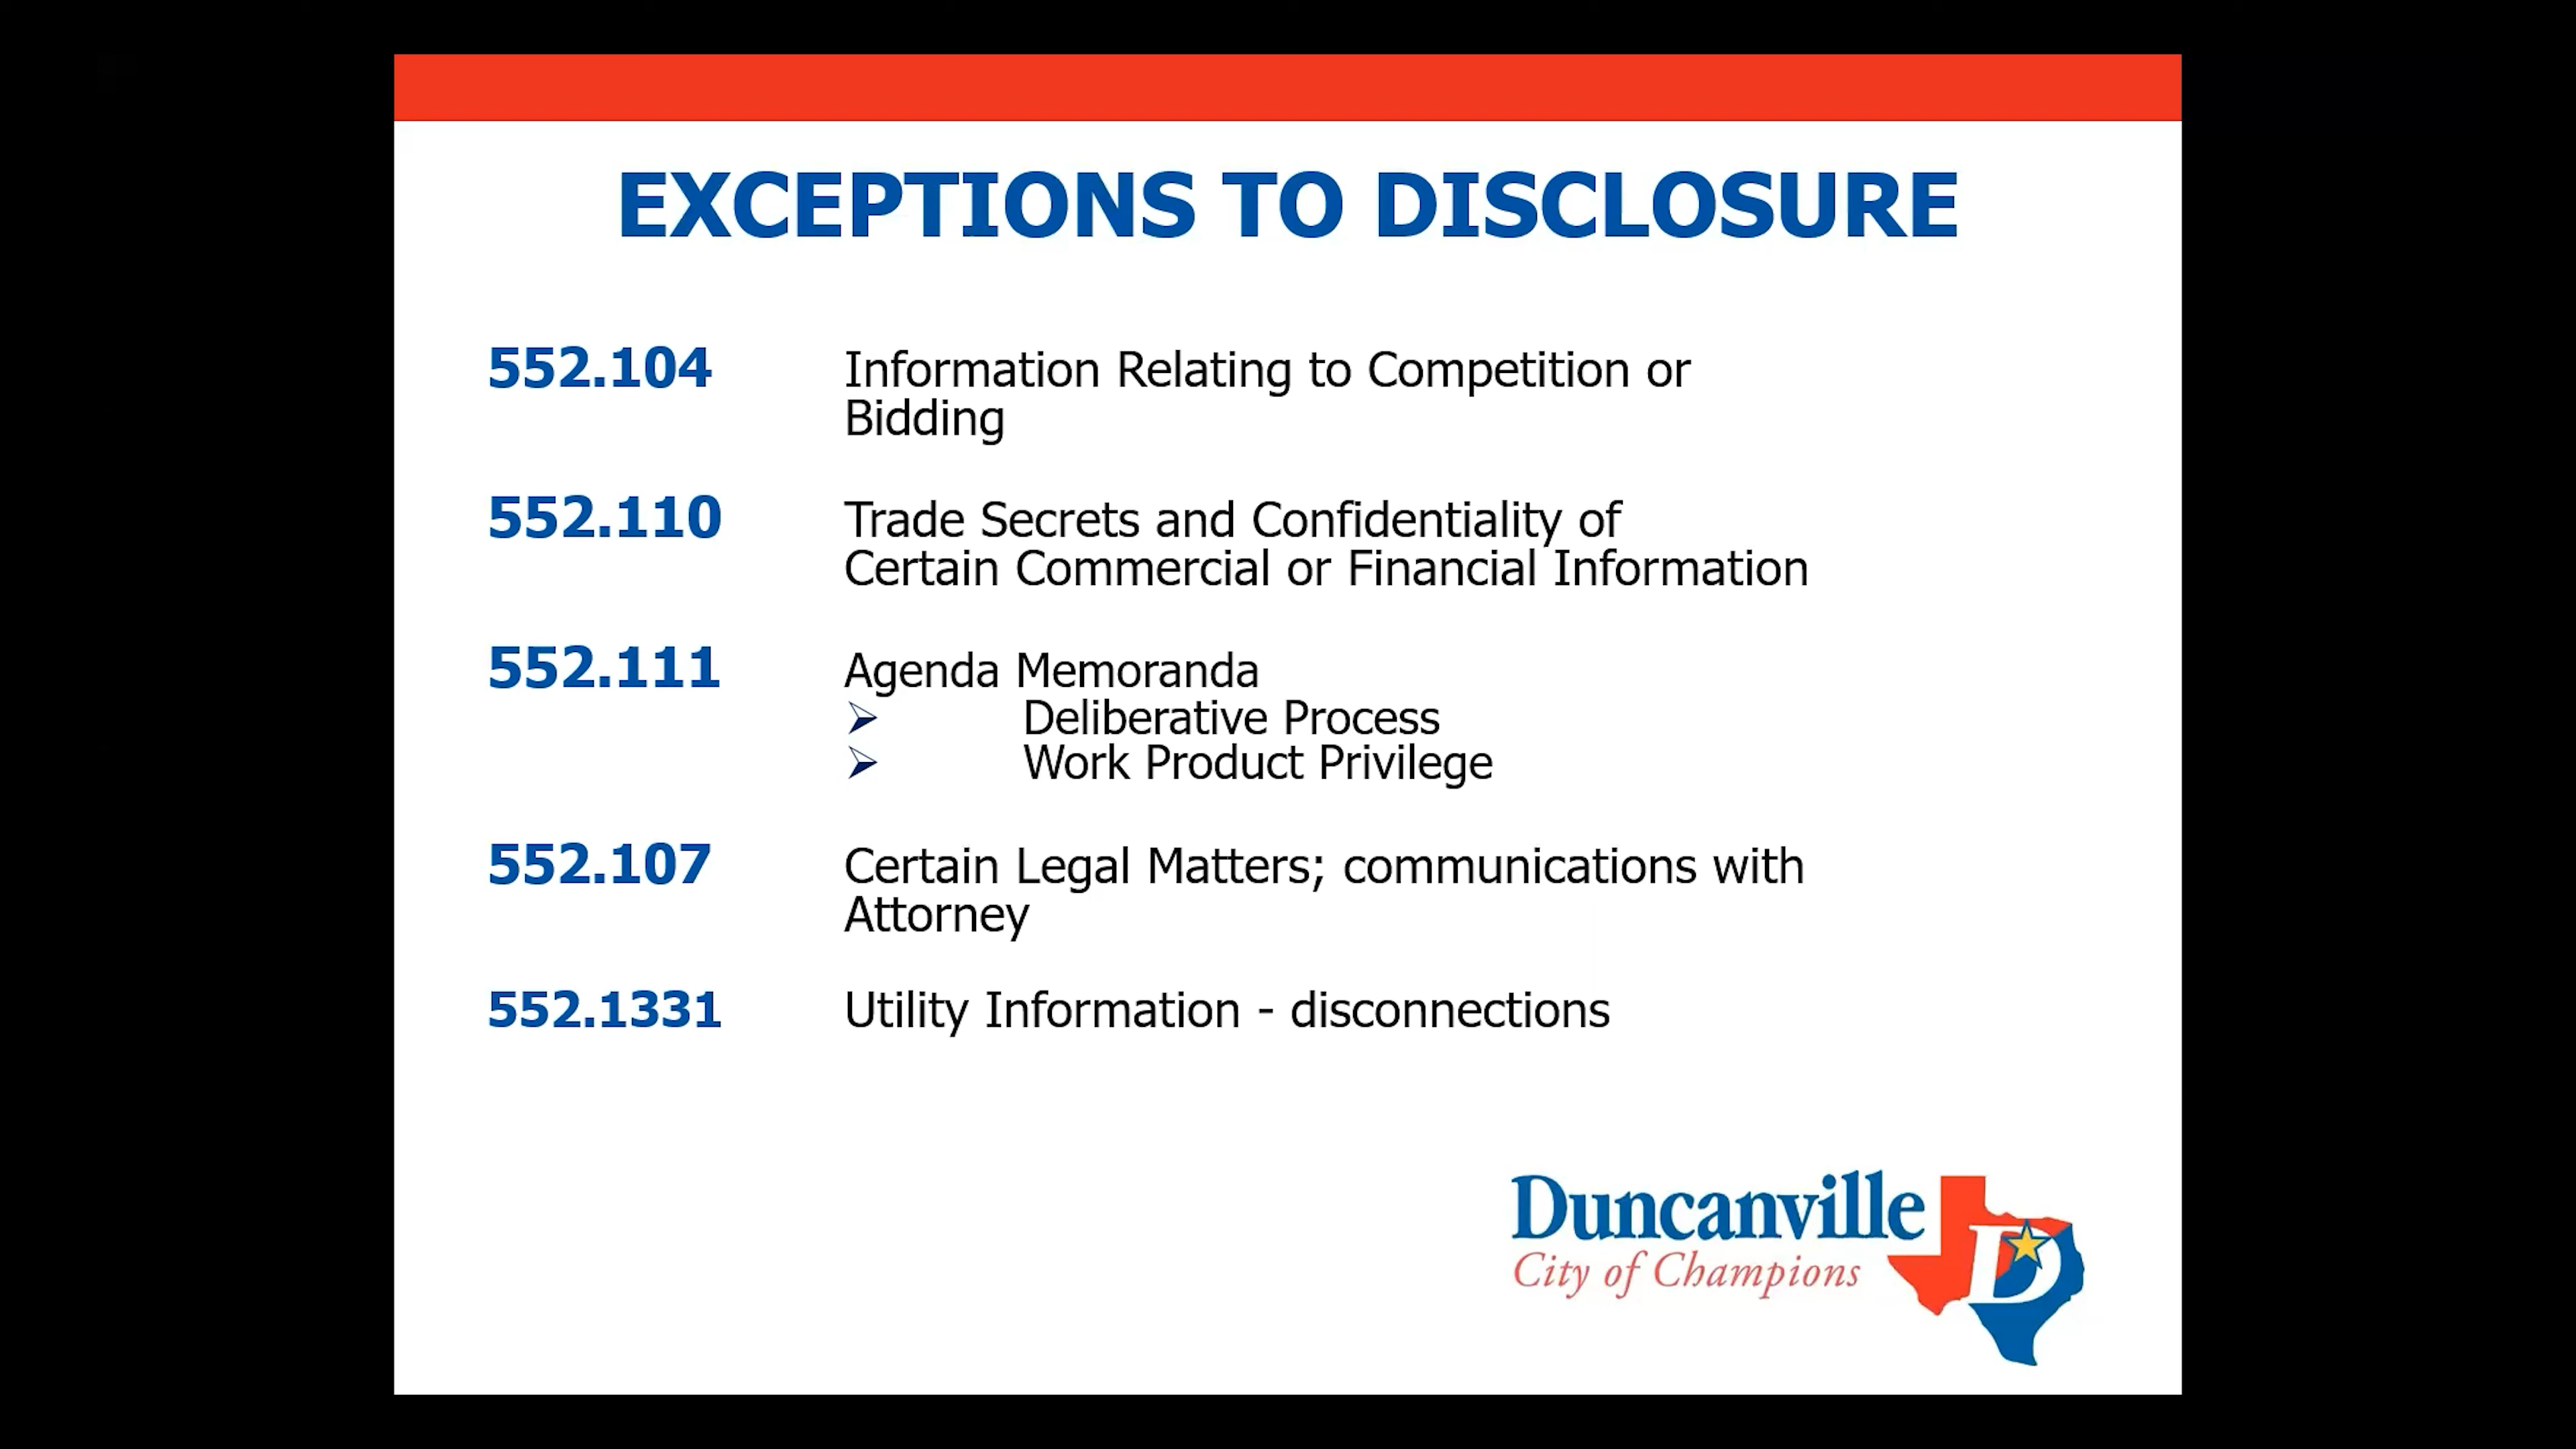 EXCEPTIONS TO DISCLOSURE
552.104 Information Relating to Competition or
Bidding
552.110 Trade Secrets and Confidentiality of
Certain Commercial or Financial Information
552.111 Agenda Memoranda
➢ Deliberative Process
➢ Work Product Privilege
552.107 Certain Legal Matters; communications with
Attorney
552.1331 Utility Information - disconnections
Duncanville
City of Champions
D